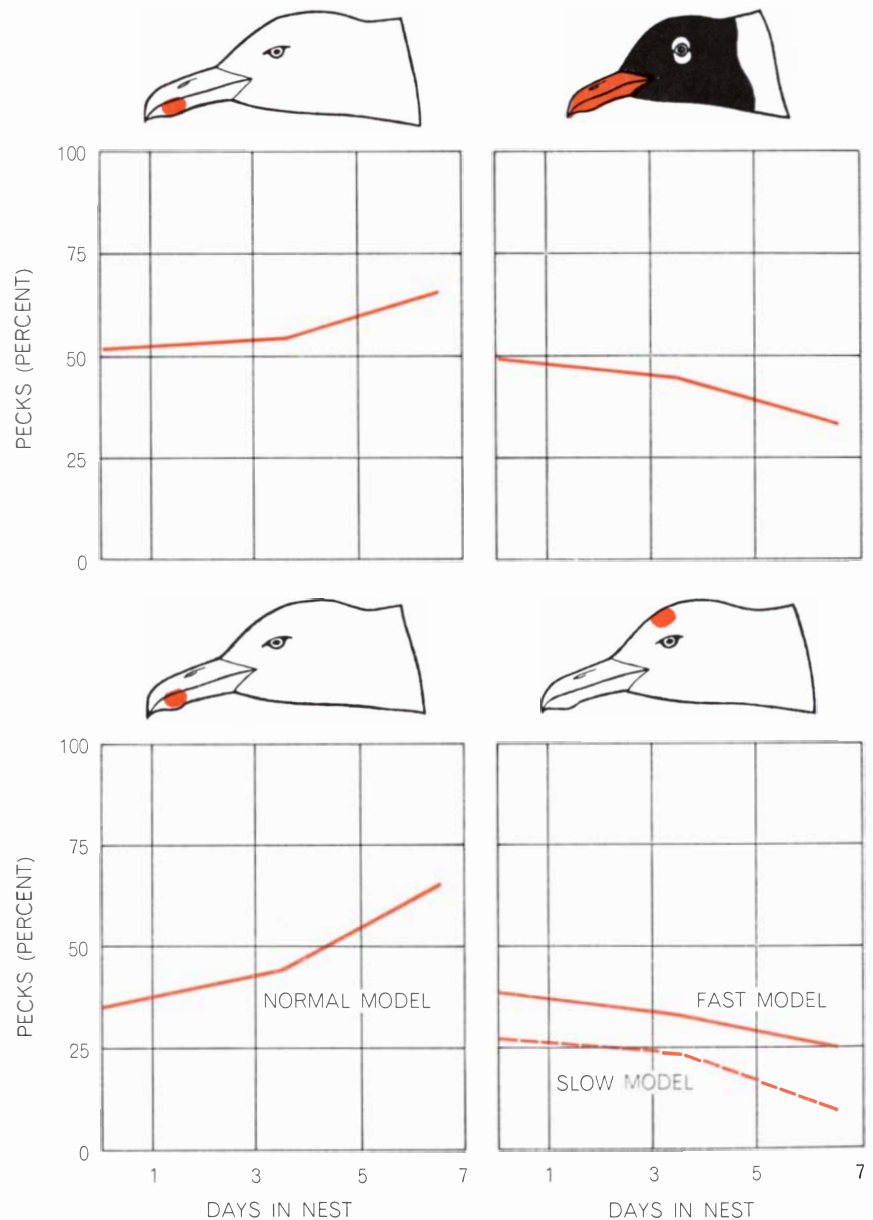 100
75
50
25
0
PECKS (PERCENT)
100
75
50
25
0
PECKS (PERCENT)
NORMAL MODEL
FAST MODEL
SLOW MODEL
1 3 5 7
1 3 5 7
DAYS IN NEST
DAYS IN NEST